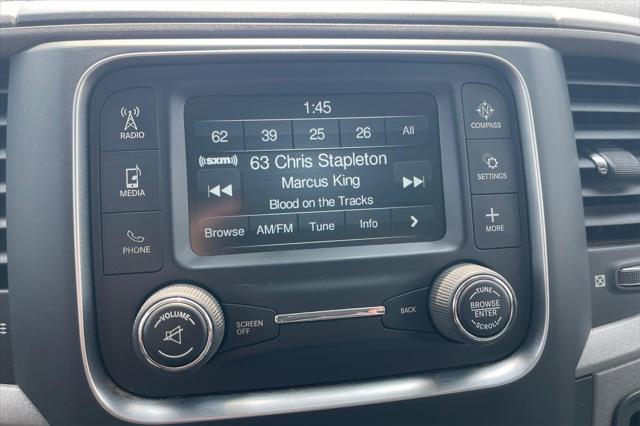 1:45
62 39 25 26 All
((sxm)) 63 Chris Stapleton
Marcus King
Blood on the Tracks
Browse AM/FM Tune Info >
RADIO
MEDIA
PHONE
COMPASS
SETTINGS
+
MORE
VOLUME
SCREEN
OFF
BACK
TUNE
BROWSE
ENTER
SCROLL